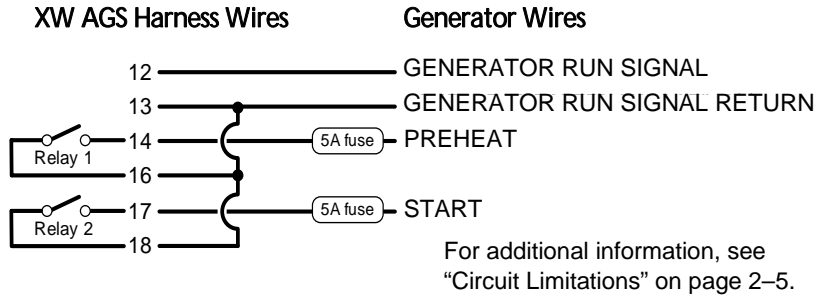 XW AGS Harness Wires Generator Wires
12 GENERATOR RUN SIGNAL
13 GENERATOR RUN SIGNAL RETURN
14 5A fuse PREHEAT
Relay 1
16
17 5A fuse START
Relay 2
18
For additional information, see
“Circuit Limitations” on page 2–5.